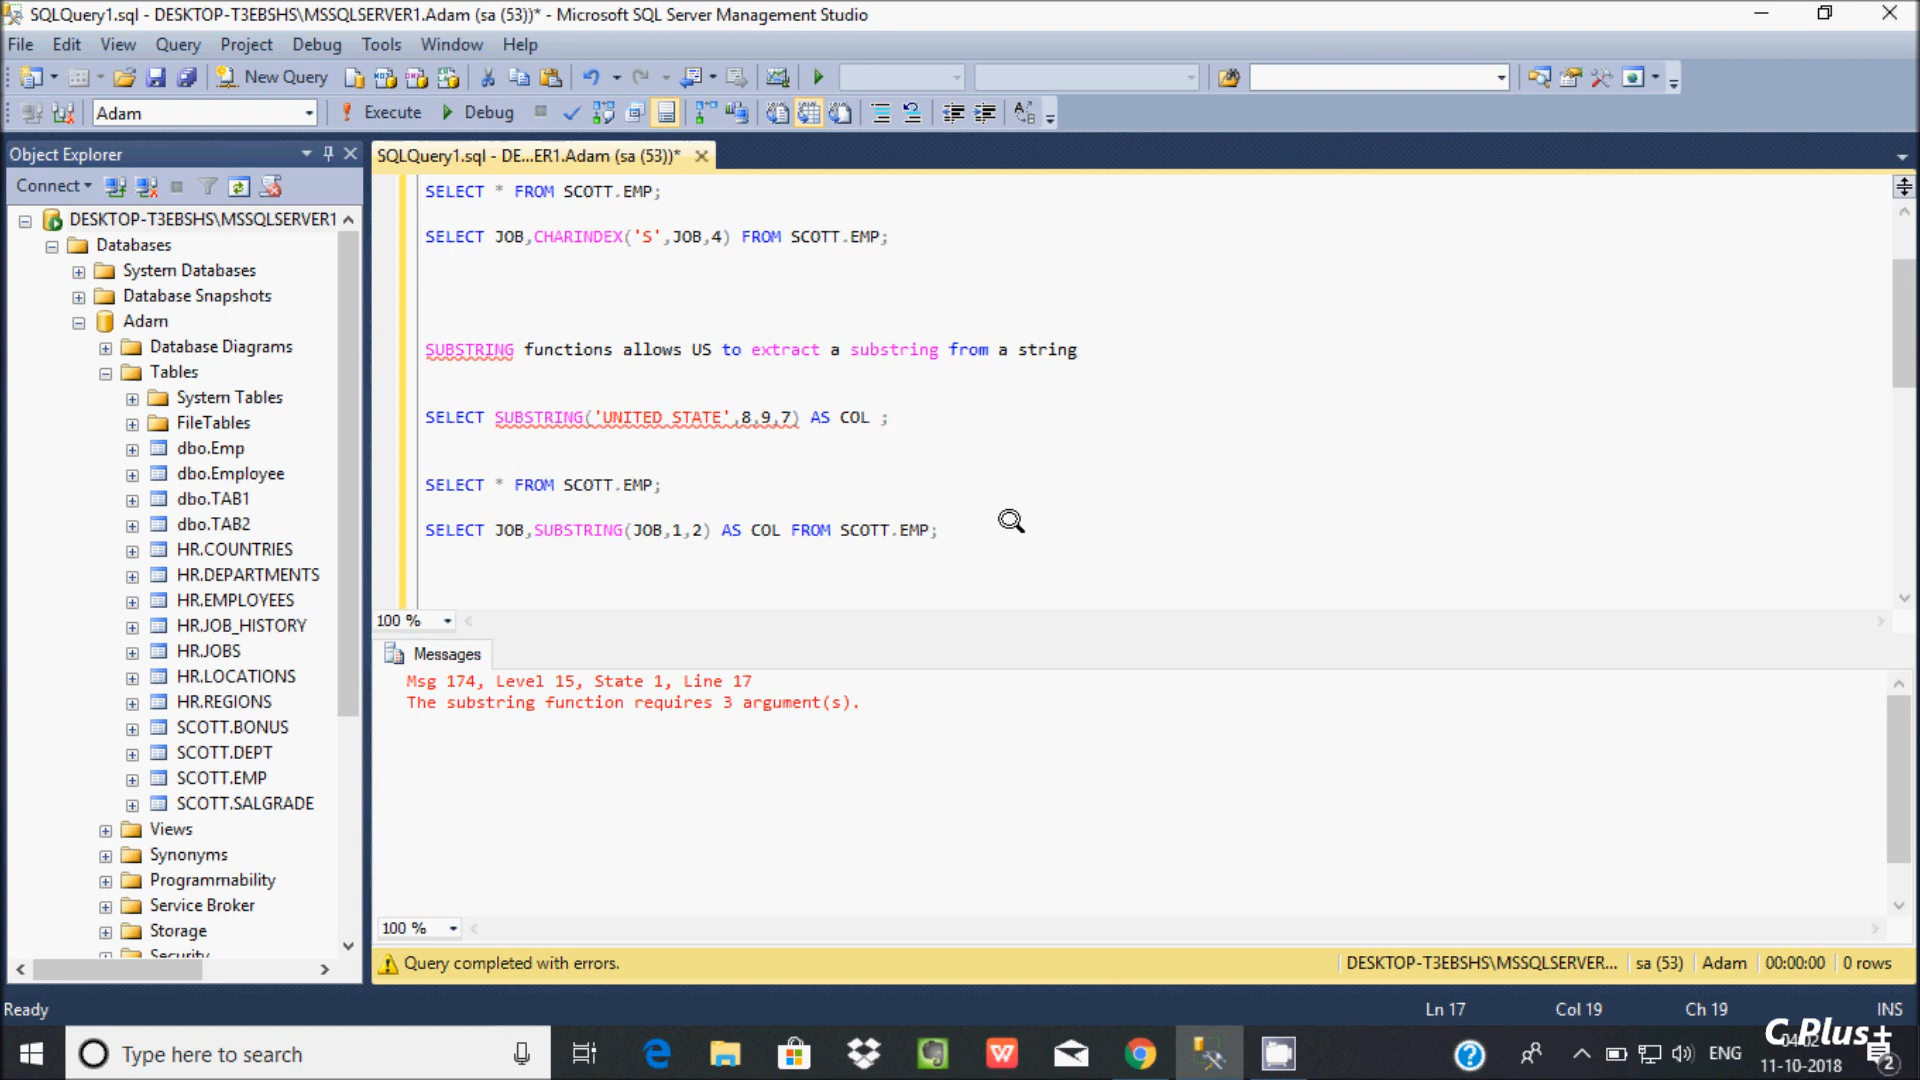 SQLQuery1.sql - DESKTOP-T3EBSHS\MSSQLSERVER1.Adam (sa (53))* - Microsoft SQL Server Management Studio
File Edit View Query Project Debug Tools Window Help
New Query
Adam Execute Debug
Object Explorer
SQLQuery1.sql - DE...ER1.Adam (sa (53))*
Connect
DESKTOP-T3EBSHS\MSSQLSERVER1
Databases
System Databases
Database Snapshots
Adam
Database Diagrams
Tables
System Tables
FileTables
dbo.Emp
dbo.Employee
dbo.TAB1
dbo.TAB2
HR.COUNTRIES
HR.DEPARTMENTS
HR.EMPLOYEES
HR.JOB_HISTORY
HR.JOBS
HR.LOCATIONS
HR.REGIONS
SCOTT.BONUS
SCOTT.DEPT
SCOTT.EMP
SCOTT.SALGRADE
Views
Synonyms
Programmability
Service Broker
Storage
Security
SELECT * FROM SCOTT.EMP;
SELECT JOB,CHARINDEX('S',JOB,4) FROM SCOTT.EMP;
SUBSTRING functions allows US to extract a substring from a string
SELECT SUBSTRING('UNITED STATE',8,9,7) AS COL ;
SELECT * FROM SCOTT.EMP;
SELECT JOB,SUBSTRING(JOB,1,2) AS COL FROM SCOTT.EMP;
100 %
Messages
Msg 174, Level 15, State 1, Line 17
The substring function requires 3 argument(s).
100 %
Query completed with errors.
DESKTOP-T3EBSHS\MSSQLSERVER... sa (53) Adam 00:00:00 0 rows
Ready
Ln 17 Col 19 Ch 19 INS
C Plus+
Type here to search
ENG
04:02
11-10-2018
2